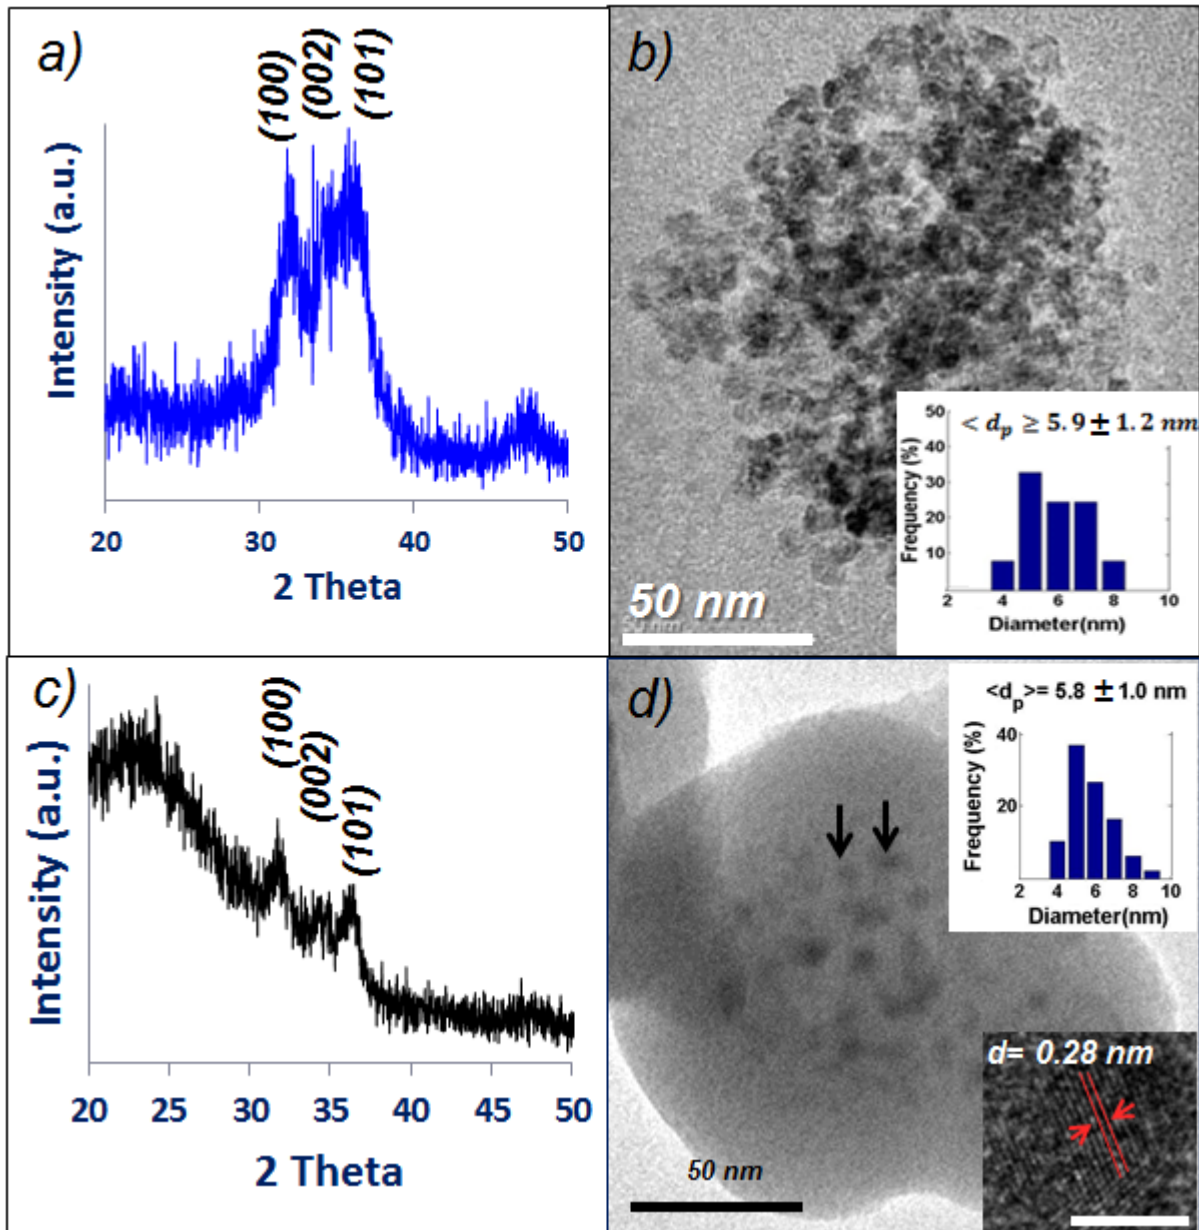 a)
(100)
(002)
(101)
Intensity (a.u.)
20 30 40 50
2 Theta
b)
50 nm
< d_p ≥ 5.9 ± 1.2 nm
Frequency (%)
50
40
30
20
10
2 4 6 8 10
Diameter(nm)
c)
(100)
(002)
(101)
Intensity (a.u.)
20 25 30 35 40 45 50
2 Theta
d)
<d_p>= 5.8 ± 1.0 nm
Frequency (%)
40
20
2 4 6 8 10
Diameter(nm)
d= 0.28 nm
50 nm